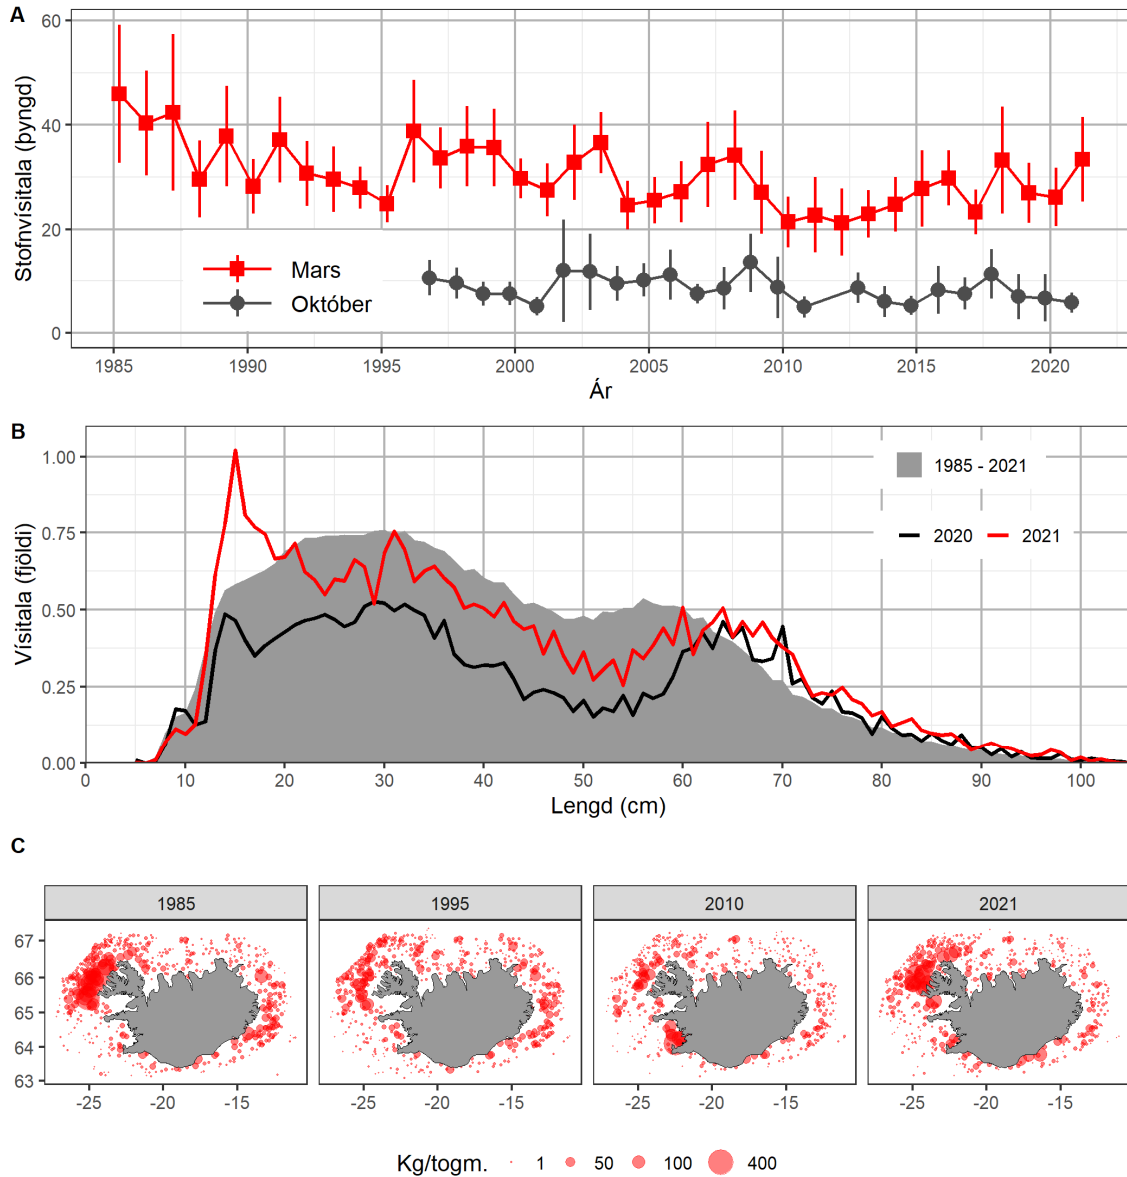 A
Stofnvísitala (þyngd)
60
40
20
0
Mars
Október
1985 1990 1995 2000 2005 2010 2015 2020
Ár
B
Vísitala (fjöldi)
1.00
0.75
0.50
0.25
0.00
1985 - 2021
2020 2021
0 10 20 30 40 50 60 70 80 90 100
Lengd (cm)
C
1985 1995 2010 2021
67
66
65
64
63
-25 -20 -15 -25 -20 -15 -25 -20 -15 -25 -20 -15
Kg/togm. 1 50 100 400